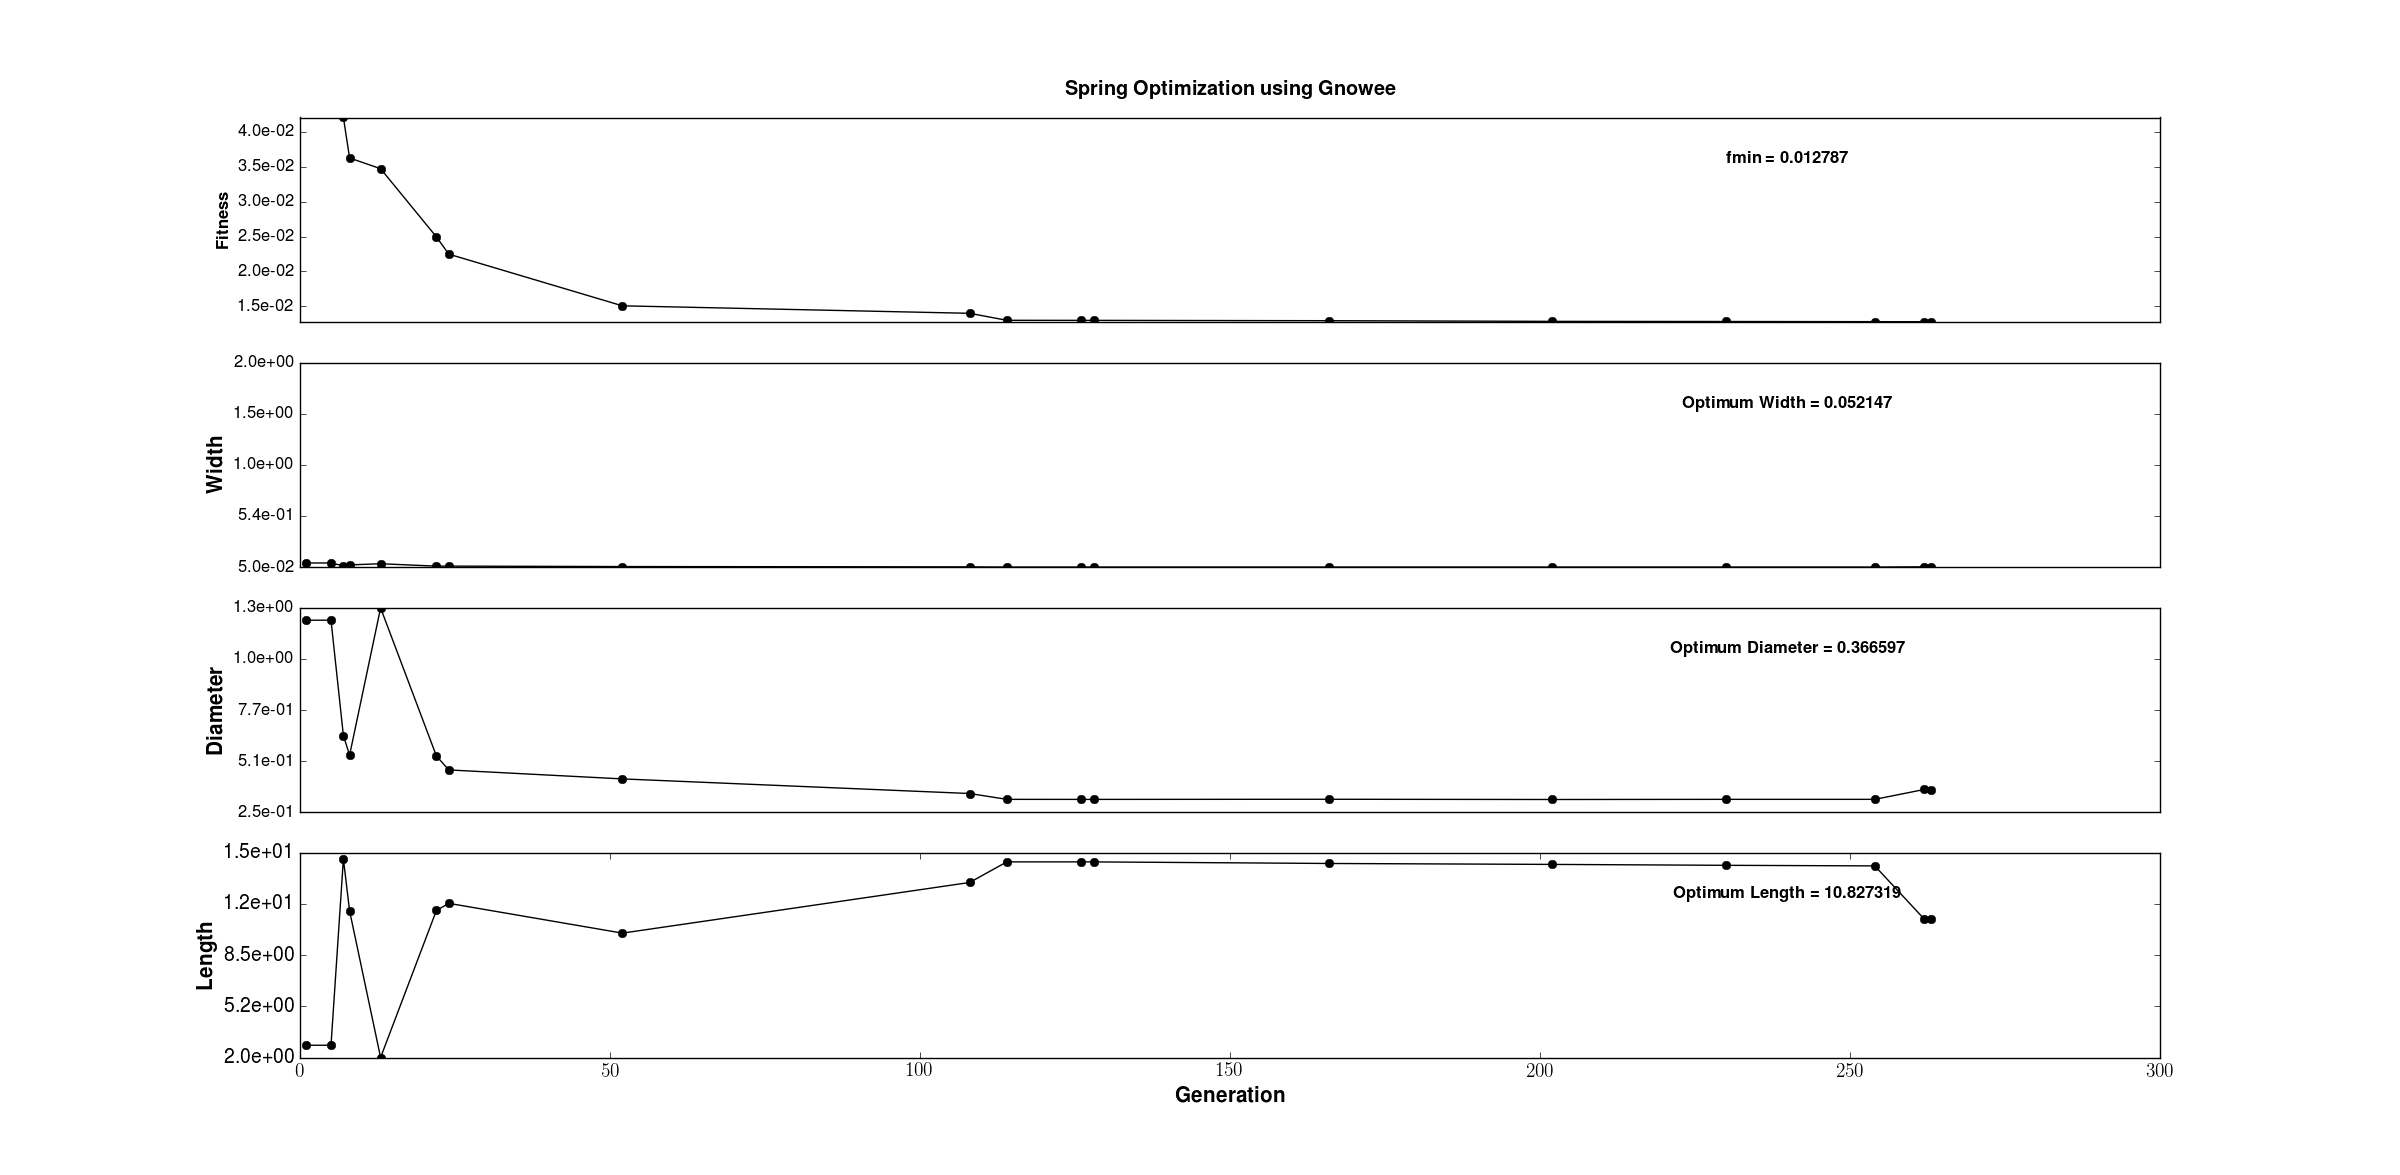 Spring Optimization using Gnowee
4.0e-02
3.5e-02
3.0e-02
2.5e-02
2.0e-02
1.5e-02
Fitness
fmin = 0.012787
2.0e+00
1.5e+00
1.0e+00
5.4e-01
5.0e-02
Width
Optimum Width = 0.052147
1.3e+00
1.0e+00
7.7e-01
5.1e-01
2.5e-01
Diameter
Optimum Diameter = 0.366597
1.5e+01
1.2e+01
8.5e+00
5.2e+00
2.0e+00
Length
Optimum Length = 10.827319
0 50 100 150 200 250 300
Generation